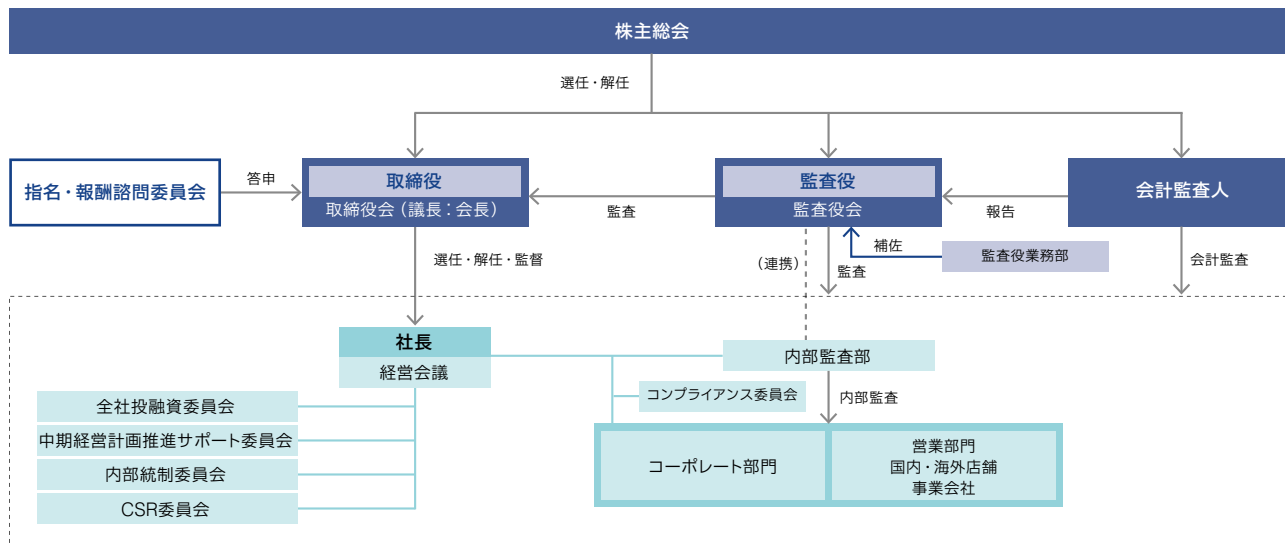 株主総会
選任・解任
指名・報酬諮問委員会
答申
取締役
取締役会（議長：会長）
監査
監査役
監査役会
報告
会計監査人
選任・解任・監督
（連携）
監査
補佐
監査役業務部
会計監査
社長
経営会議
内部監査部
コンプライアンス委員会
内部監査
全社投融資委員会
中期経営計画推進サポート委員会
内部統制委員会
CSR委員会
コーポレート部門
営業部門
国内・海外店舗
事業会社